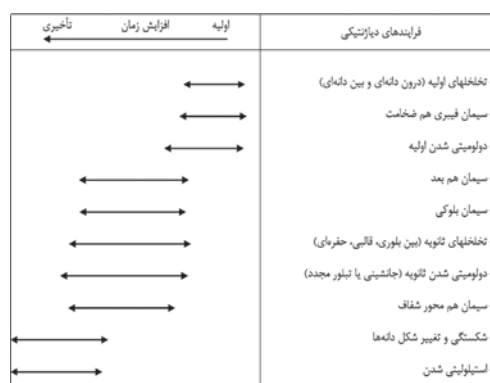 فرایندهای دیاژنتیکی
اولیه افزایش زمان تأخیری
تخلخلهای اولیه (درون دانه‌ای و بین دانه‌ای)
سیمان فیبری هم ضخامت
دولومیتی شدن اولیه
سیمان هم بعد
سیمان بلوکی
تخلخلهای ثانویه (بین بلوری، قالبی، حفره‌ای)
دولومیتی شدن ثانویه (جانشینی یا تبلور مجدد)
سیمان هم محور شفاف
شکستگی و تغییر شکل دانه‌ها
استیلولیتی شدن